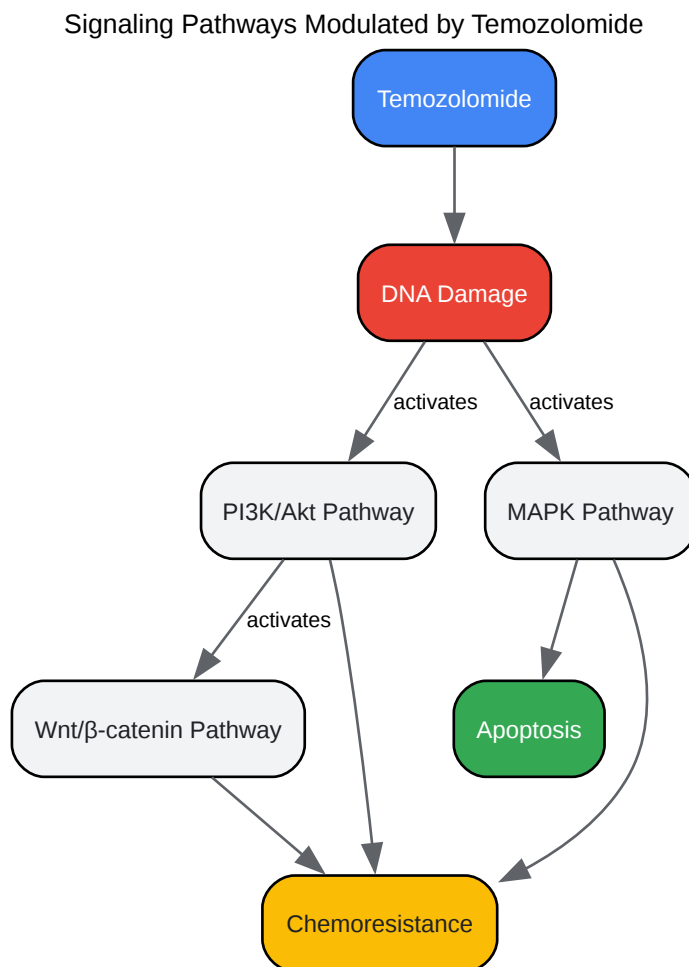 Signaling Pathways Modulated by Temozolomide
Temozolomide
DNA Damage
activates
activates
PI3K/Akt Pathway
MAPK Pathway
activates
Wnt/β-catenin Pathway
Apoptosis
Chemoresistance